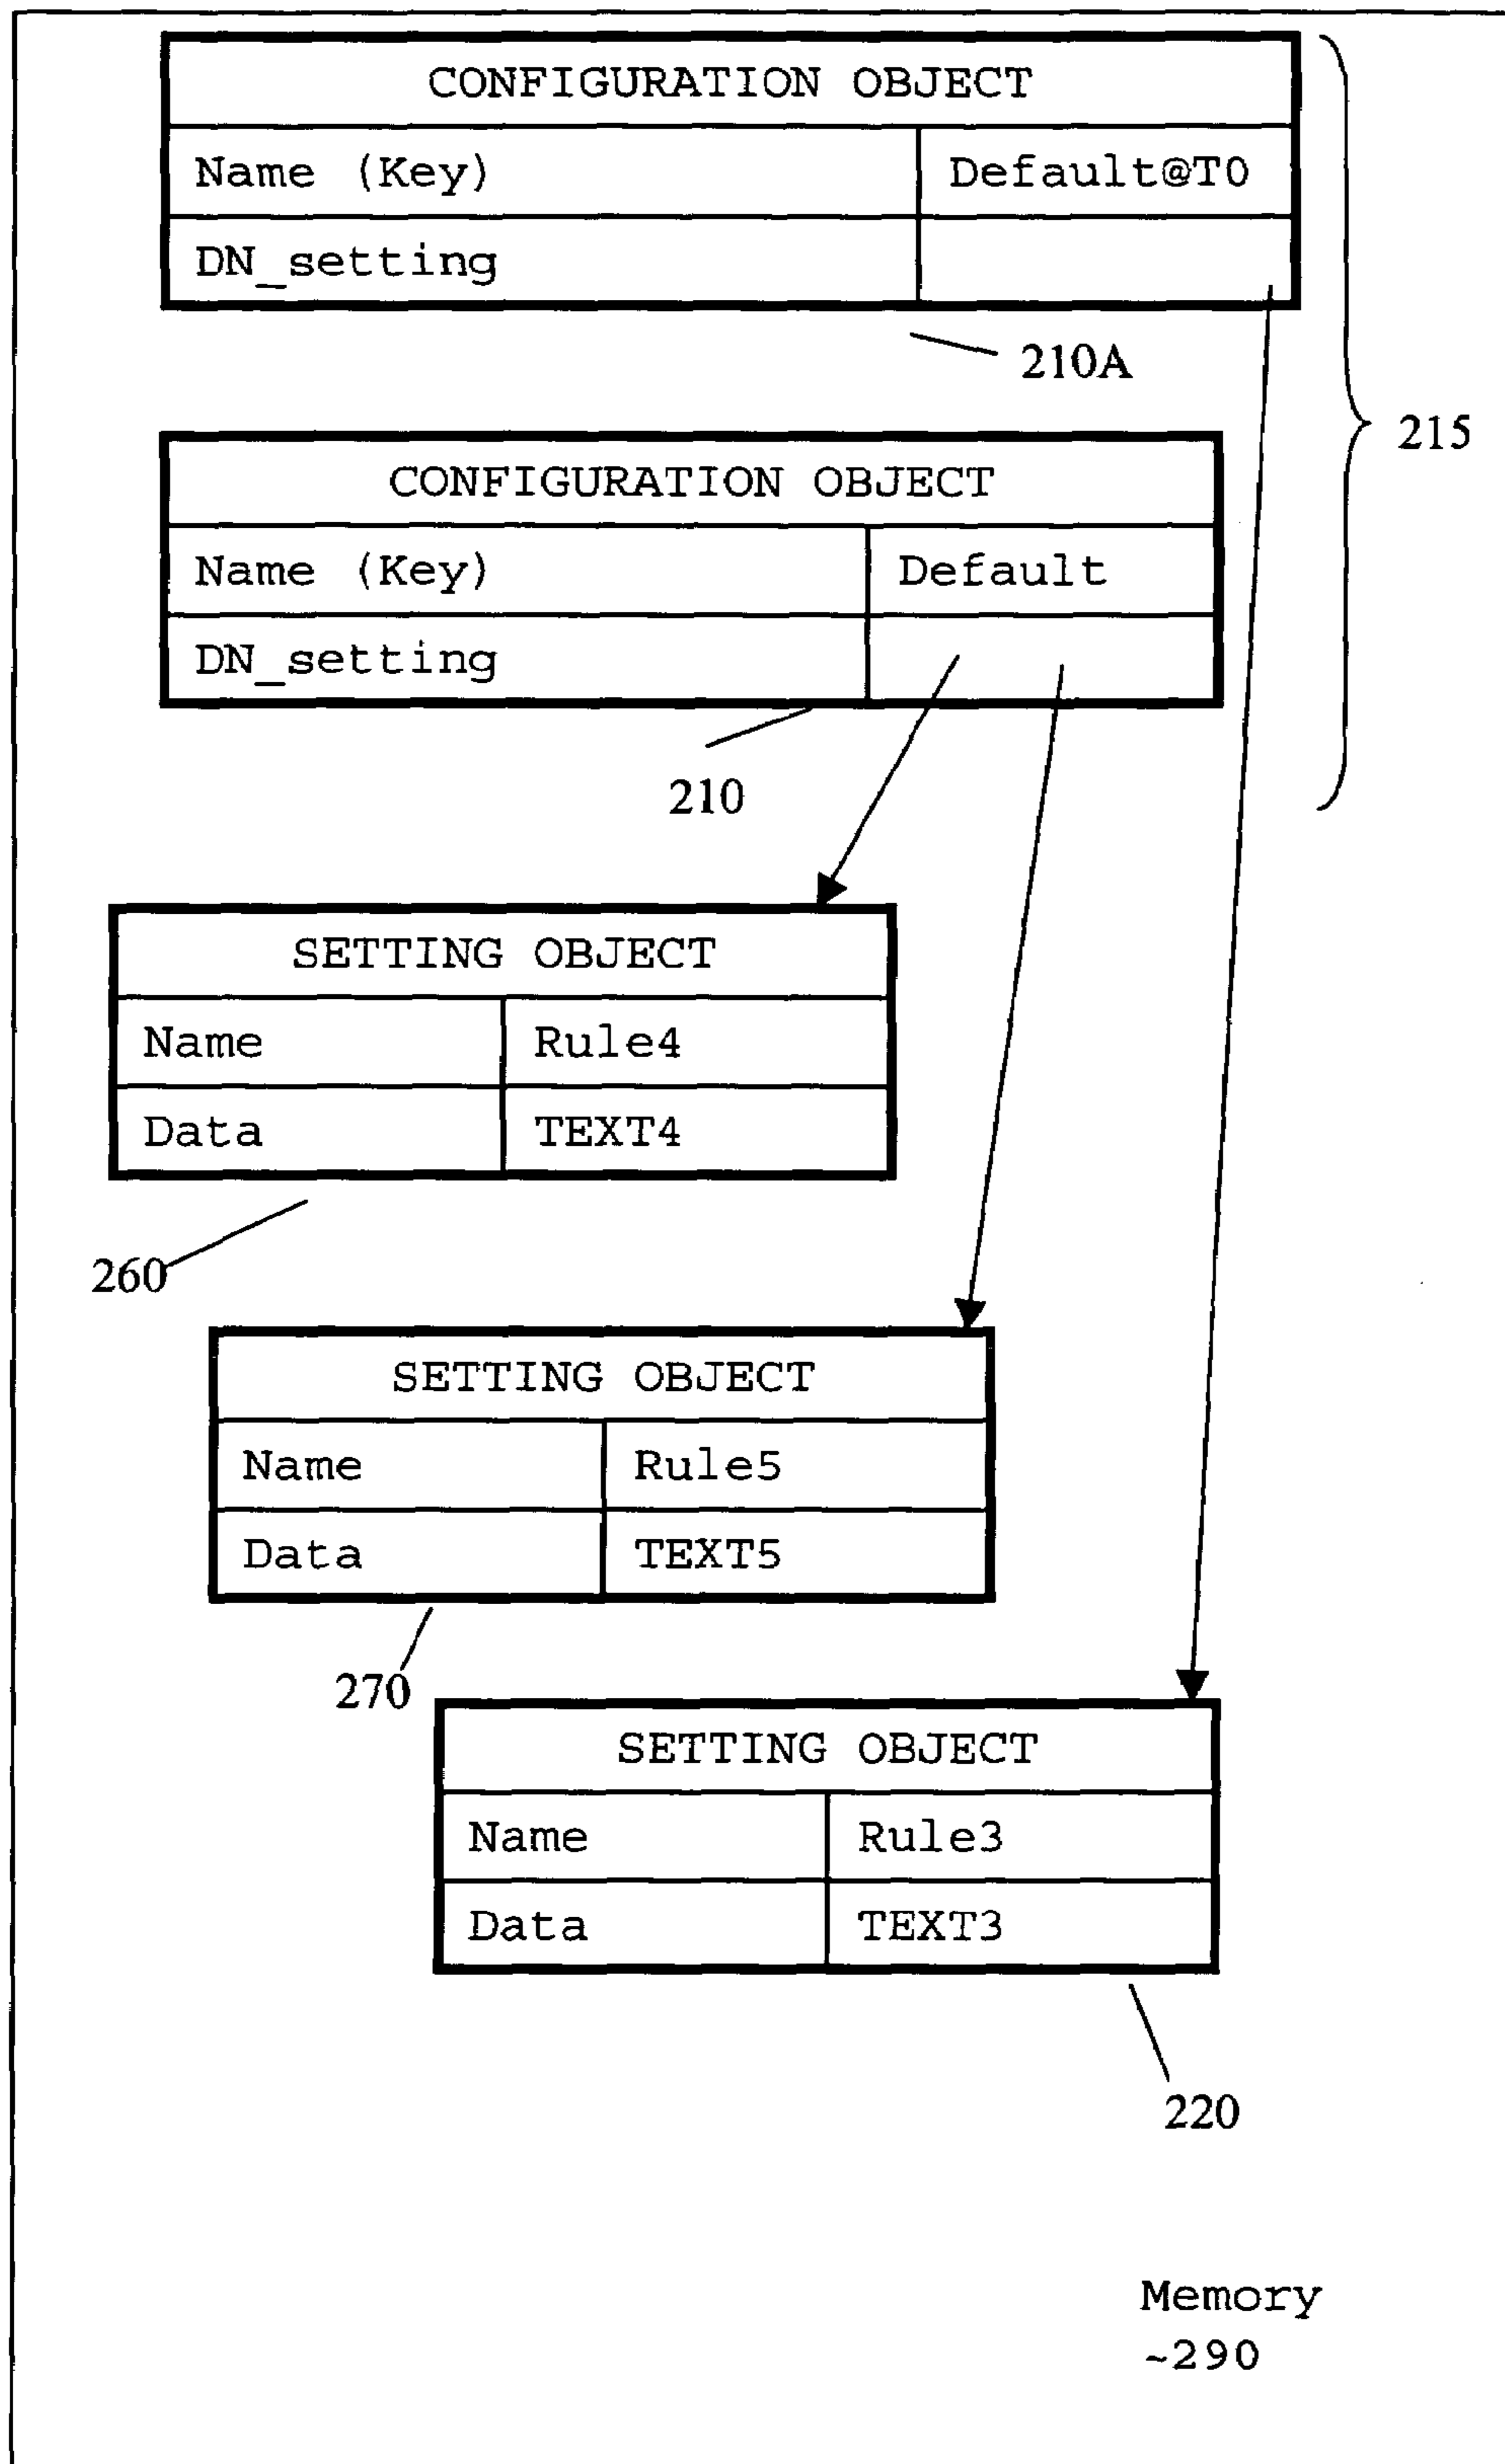 CONFIGURATION OBJECT
Name (Key) Default@T0
DN_setting
210A
215
CONFIGURATION OBJECT
Name (Key) Default
DN_setting
210
SETTING OBJECT
Name Rule4
Data TEXT4
260
SETTING OBJECT
Name Rule5
Data TEXT5
270
SETTING OBJECT
Name Rule3
Data TEXT3
220
Memory
~290